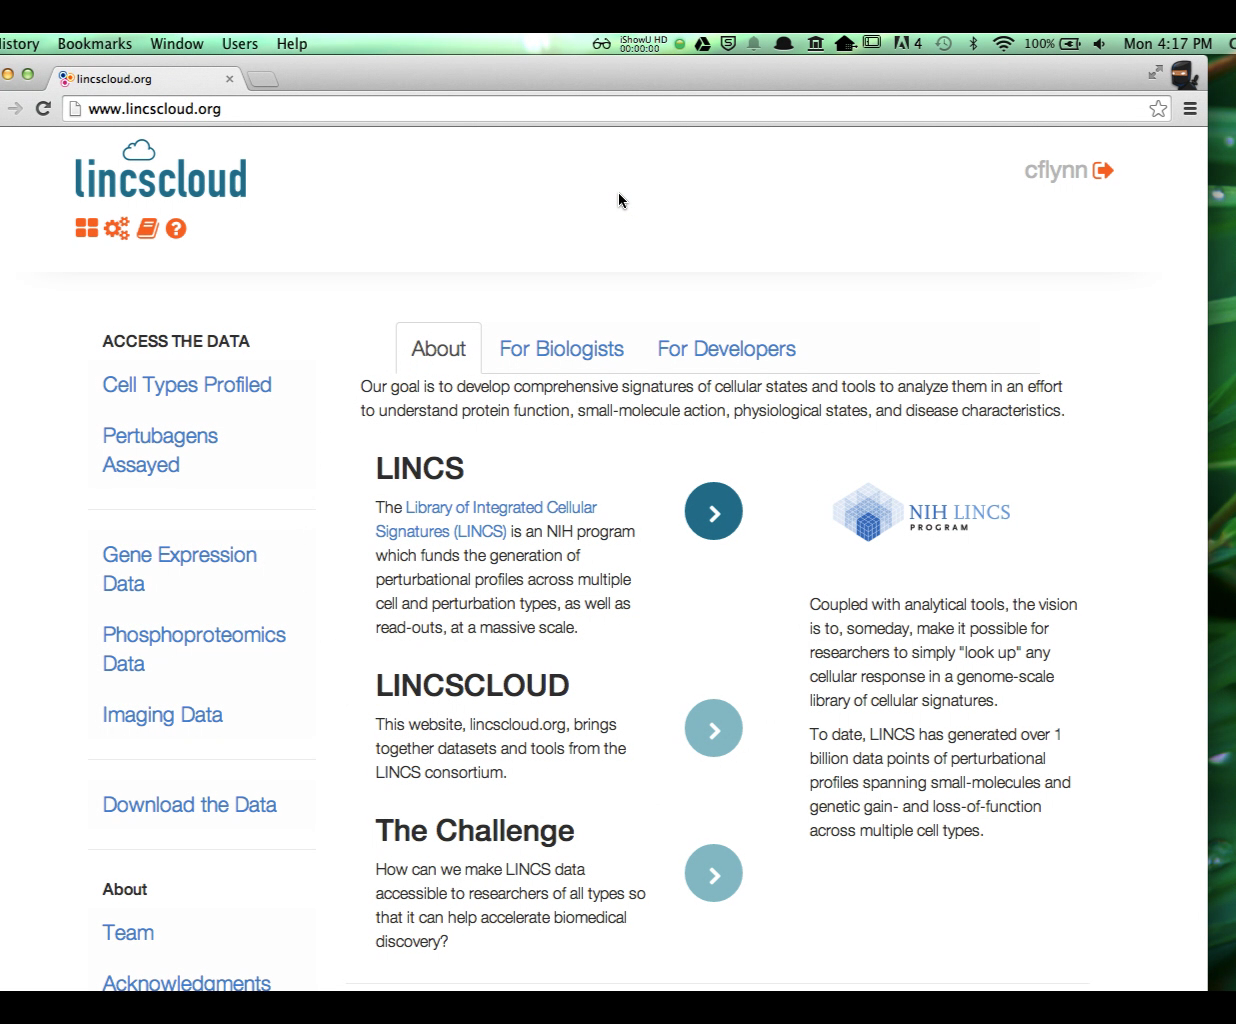 istory Bookmarks Window Users Help iShowU HD 00:00:00 4 100% Mon 4:17 PM
lincscloud.org
www.lincscloud.org
lincscloud
cflynn
ACCESS THE DATA
Cell Types Profiled
Pertubagens
Assayed
Gene Expression
Data
Phosphoproteomics
Data
Imaging Data
Download the Data
About
Team
Acknowledgments
About For Biologists For Developers
Our goal is to develop comprehensive signatures of cellular states and tools to analyze them in an effort
to understand protein function, small-molecule action, physiological states, and disease characteristics.
LINCS
The Library of Integrated Cellular
Signatures (LINCS) is an NIH program
which funds the generation of
perturbational profiles across multiple
cell and perturbation types, as well as
read-outs, at a massive scale.
LINCSCLOUD
This website, lincscloud.org, brings
together datasets and tools from the
LINCS consortium.
The Challenge
How can we make LINCS data
accessible to researchers of all types so
that it can help accelerate biomedical
discovery?
NIH LINCS
PROGRAM
Coupled with analytical tools, the vision
is to, someday, make it possible for
researchers to simply "look up" any
cellular response in a genome-scale
library of cellular signatures.
To date, LINCS has generated over 1
billion data points of perturbational
profiles spanning small-molecules and
genetic gain- and loss-of-function
across multiple cell types.